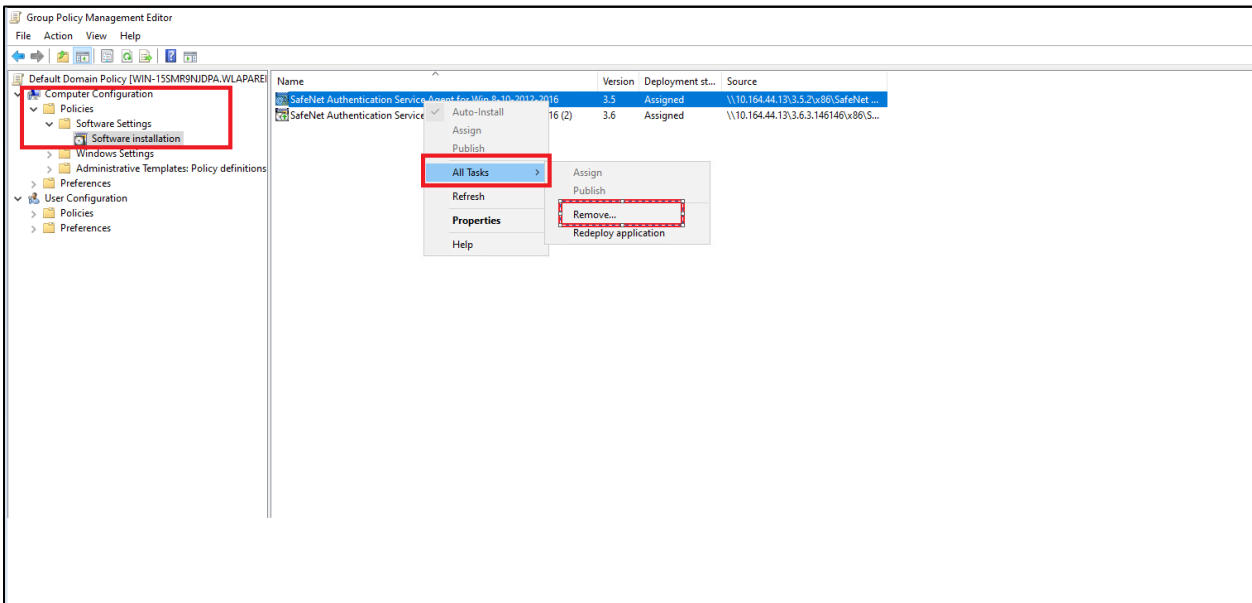 Group Policy Management Editor
File Action View Help
Default Domain Policy [WIN-15SMR9NJDPA.WLAPAREI
Computer Configuration
Policies
Software Settings
Software installation
Windows Settings
Administrative Templates: Policy definitions
Preferences
User Configuration
Policies
Preferences
Name Version Deployment st... Source
SafeNet Authentication Service Agent for Win 8-10-2012-2016 3.5 Assigned \\10.164.44.13\3.5.2\x86\SafeNet ...
SafeNet Authentication Service 16 (2) 3.6 Assigned \\10.164.44.13\3.6.3.146146\x86\S...
Auto-Install
Assign
Publish
All Tasks
Refresh
Properties
Help
Assign
Publish
Remove...
Redeploy application